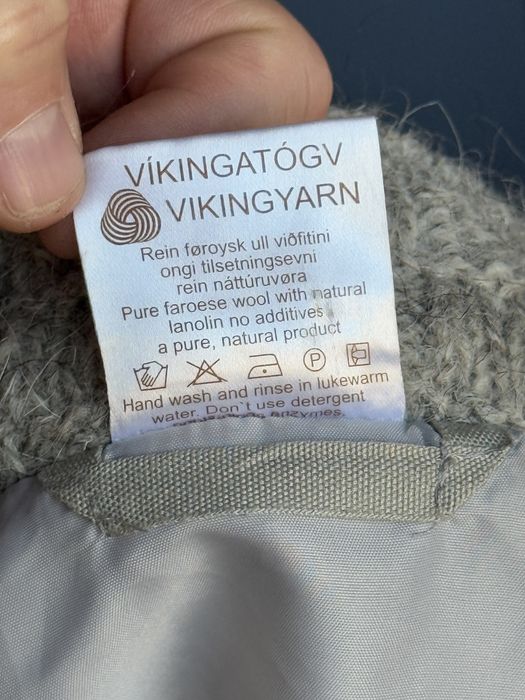 VÍKINGATÓGV
VIKINGYARN
Rein føroysk ull viðfitini
ongi tilsetningsevni
rein náttúruvøra
Pure faroese wool with natural
lanolin no additives
a pure, natural product
P
Hand wash and rinse in lukewarm
water. Don`t use detergent
enzymes.